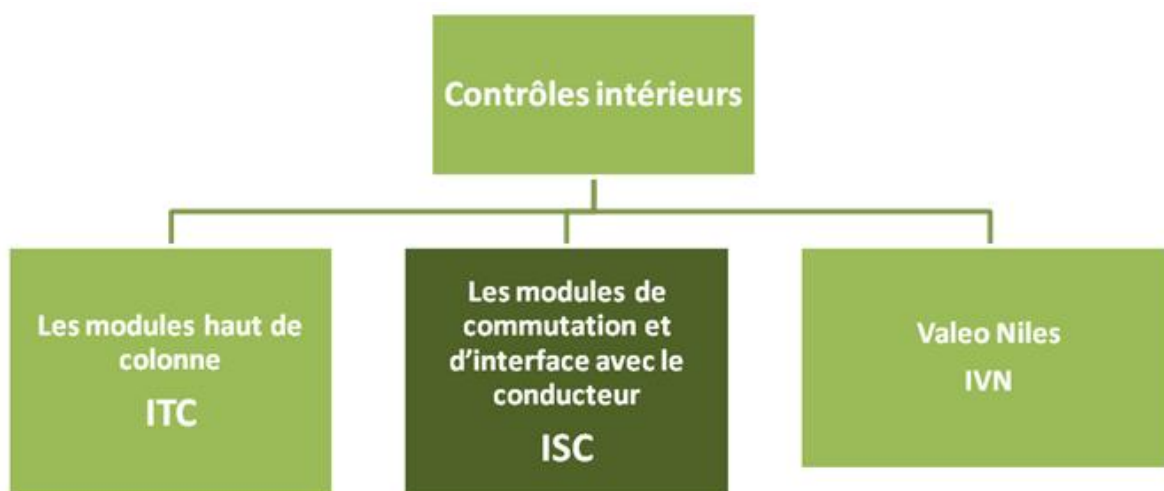 Contrôles intérieurs
Les modules haut de
colonne
ITC
Les modules de
commutation et
d'interface avec le
conducteur
ISC
Valeo Niles
IVN